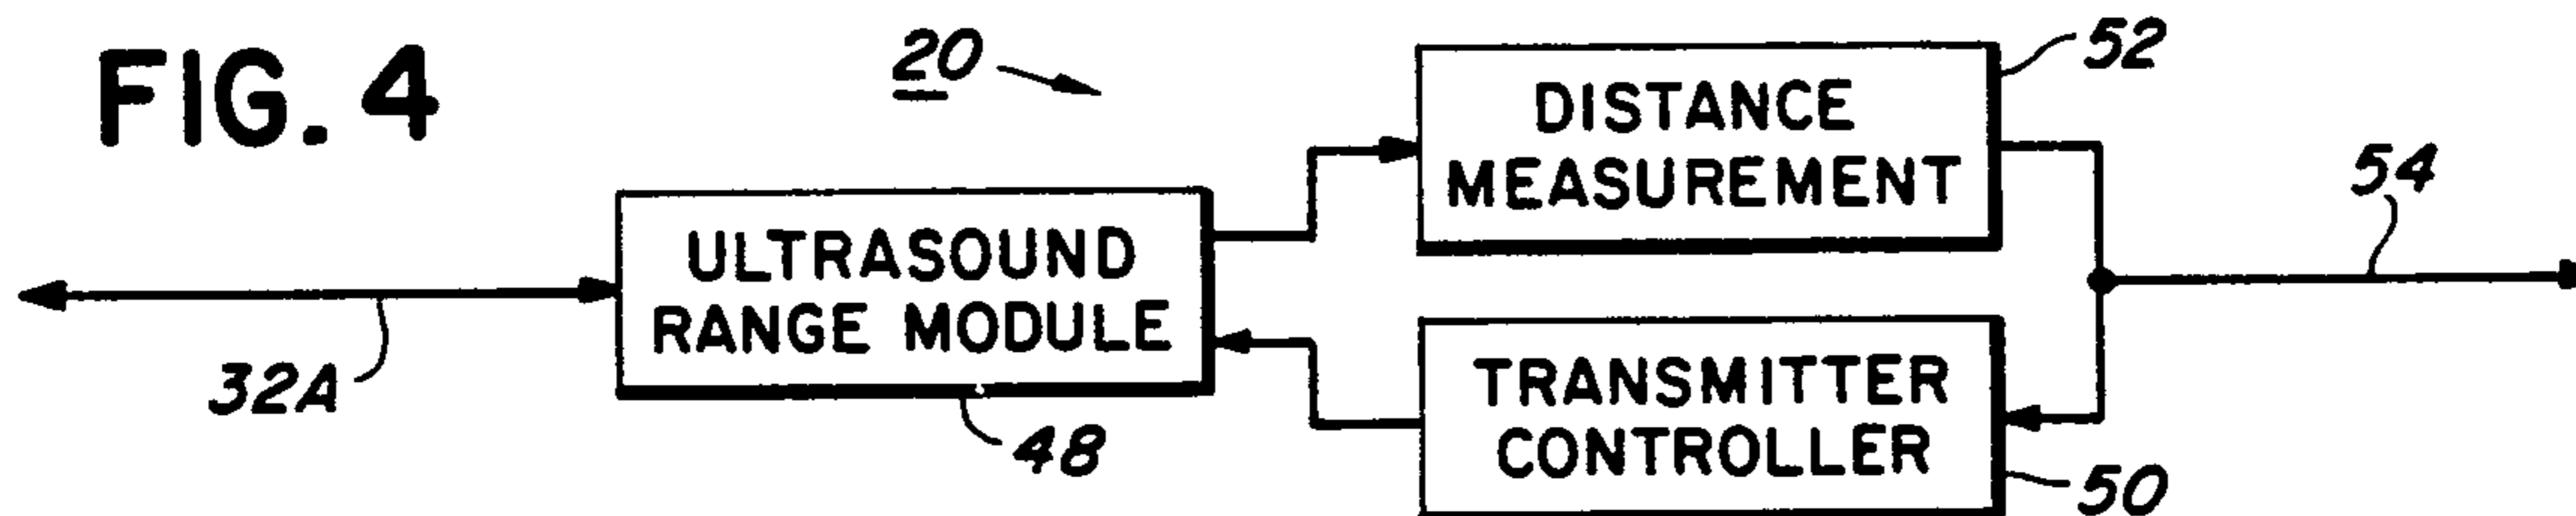 FIG. 4
20
52
DISTANCE
MEASUREMENT
54
ULTRASOUND
RANGE MODULE
32A
48
TRANSMITTER
CONTROLLER
50